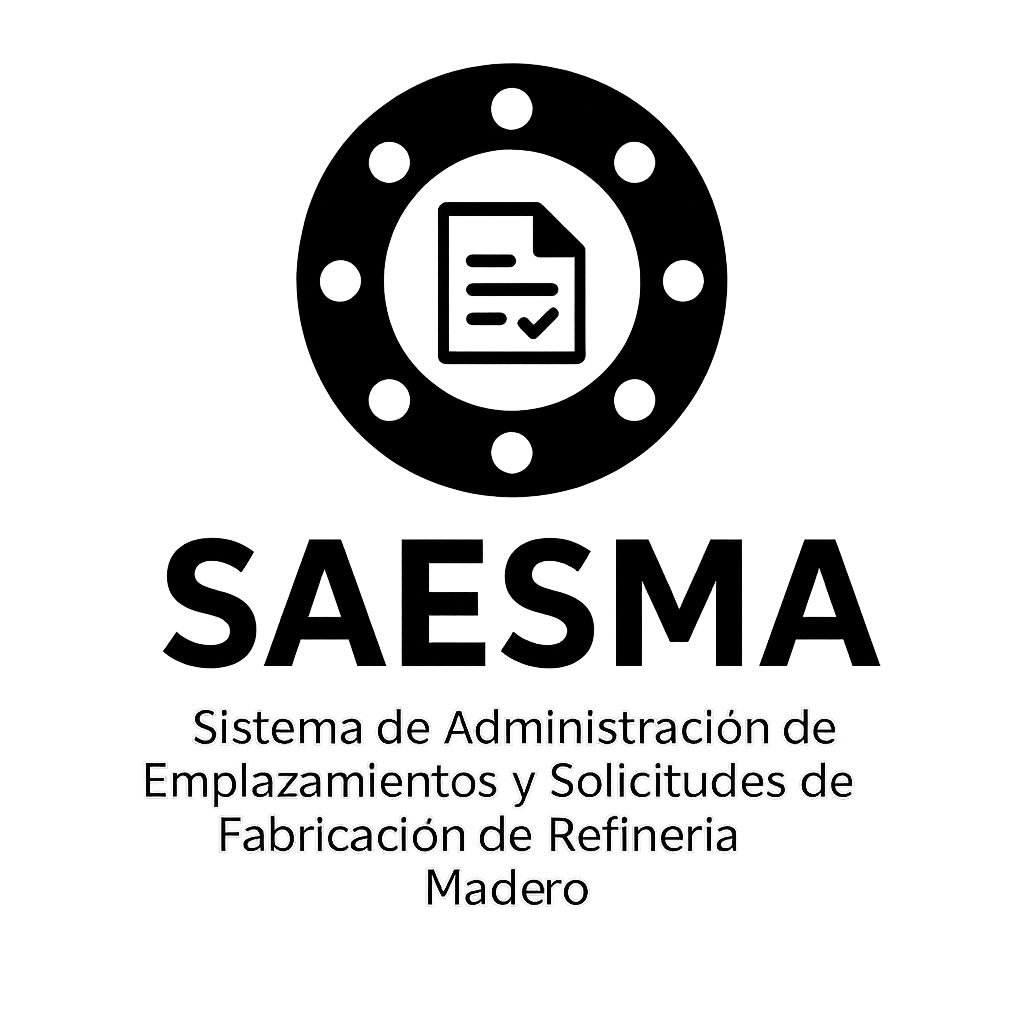 SAESMA
Sistema de Administración de
Emplazamientos y Solicitudes de
Fabricación de Refineria
Madero